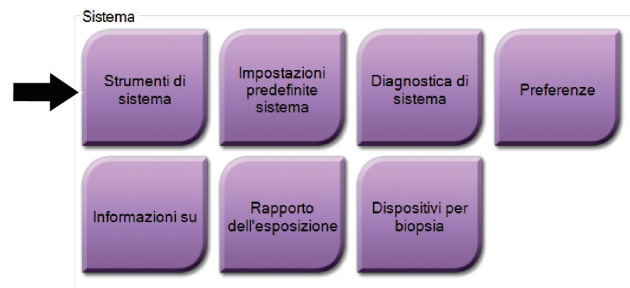 Sistema
Strumenti di
sistema
Impostazioni
predefinite
sistema
Diagnostica di
sistema
Preferenze
Informazioni su
Rapporto
dell'esposizione
Dispositivi per
biopsia